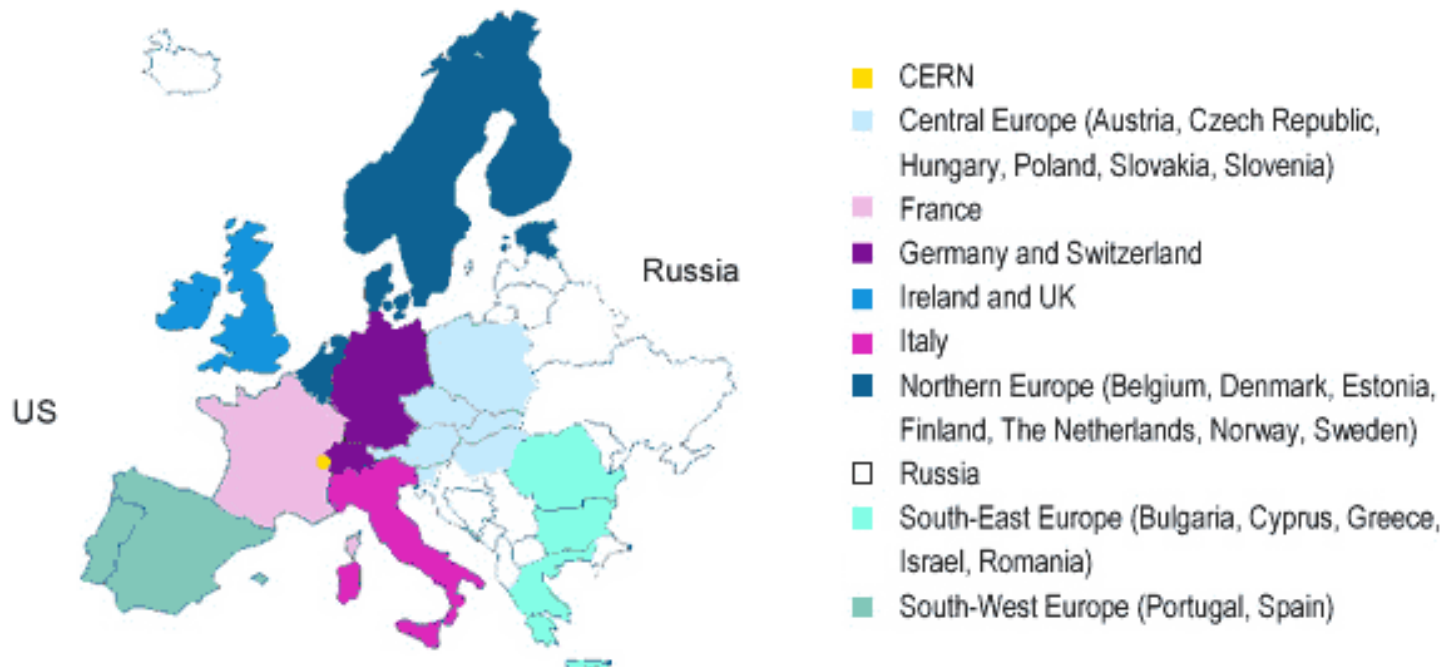 CERN
Central Europe (Austria, Czech Republic,
Hungary, Poland, Slovakia, Slovenia)
France
Germany and Switzerland
Ireland and UK
Italy
Northern Europe (Belgium, Denmark, Estonia,
Finland, The Netherlands, Norway, Sweden)
Russia
South-East Europe (Bulgaria, Cyprus, Greece,
Israel, Romania)
South-West Europe (Portugal, Spain)
Russia
US